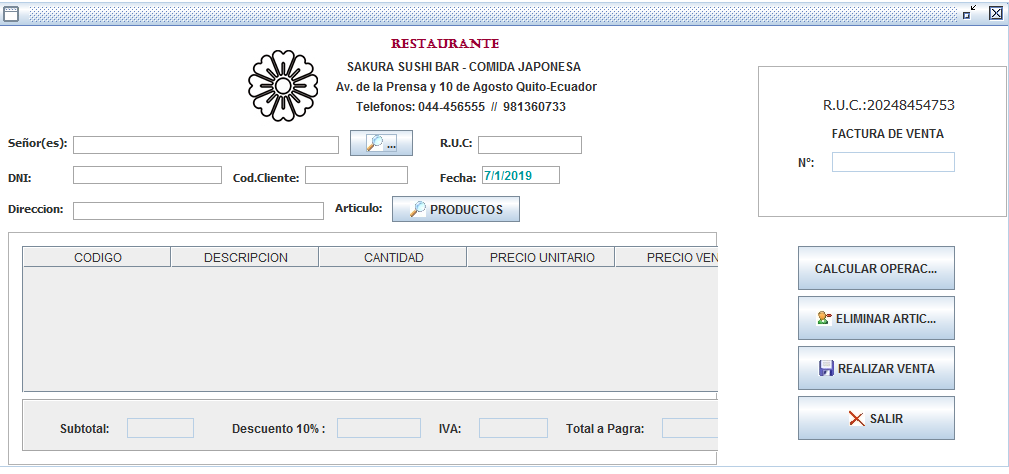 RESTAURANTE
SAKURA SUSHI BAR - COMIDA JAPONESA
Av. de la Prensa y 10 de Agosto Quito-Ecuador
Telefonos: 044-456555 // 981360733
R.U.C.:20248454753
FACTURA DE VENTA
Nº:
Señor(es): ... R.U.C:
DNI: Cod.Cliente: Fecha: 7/1/2019
Direccion: Articulo: PRODUCTOS
CODIGO DESCRIPCION CANTIDAD PRECIO UNITARIO PRECIO VEN
CALCULAR OPERAC...
ELIMINAR ARTIC...
REALIZAR VENTA
SALIR
Subtotal: Descuento 10% : IVA: Total a Pagra: